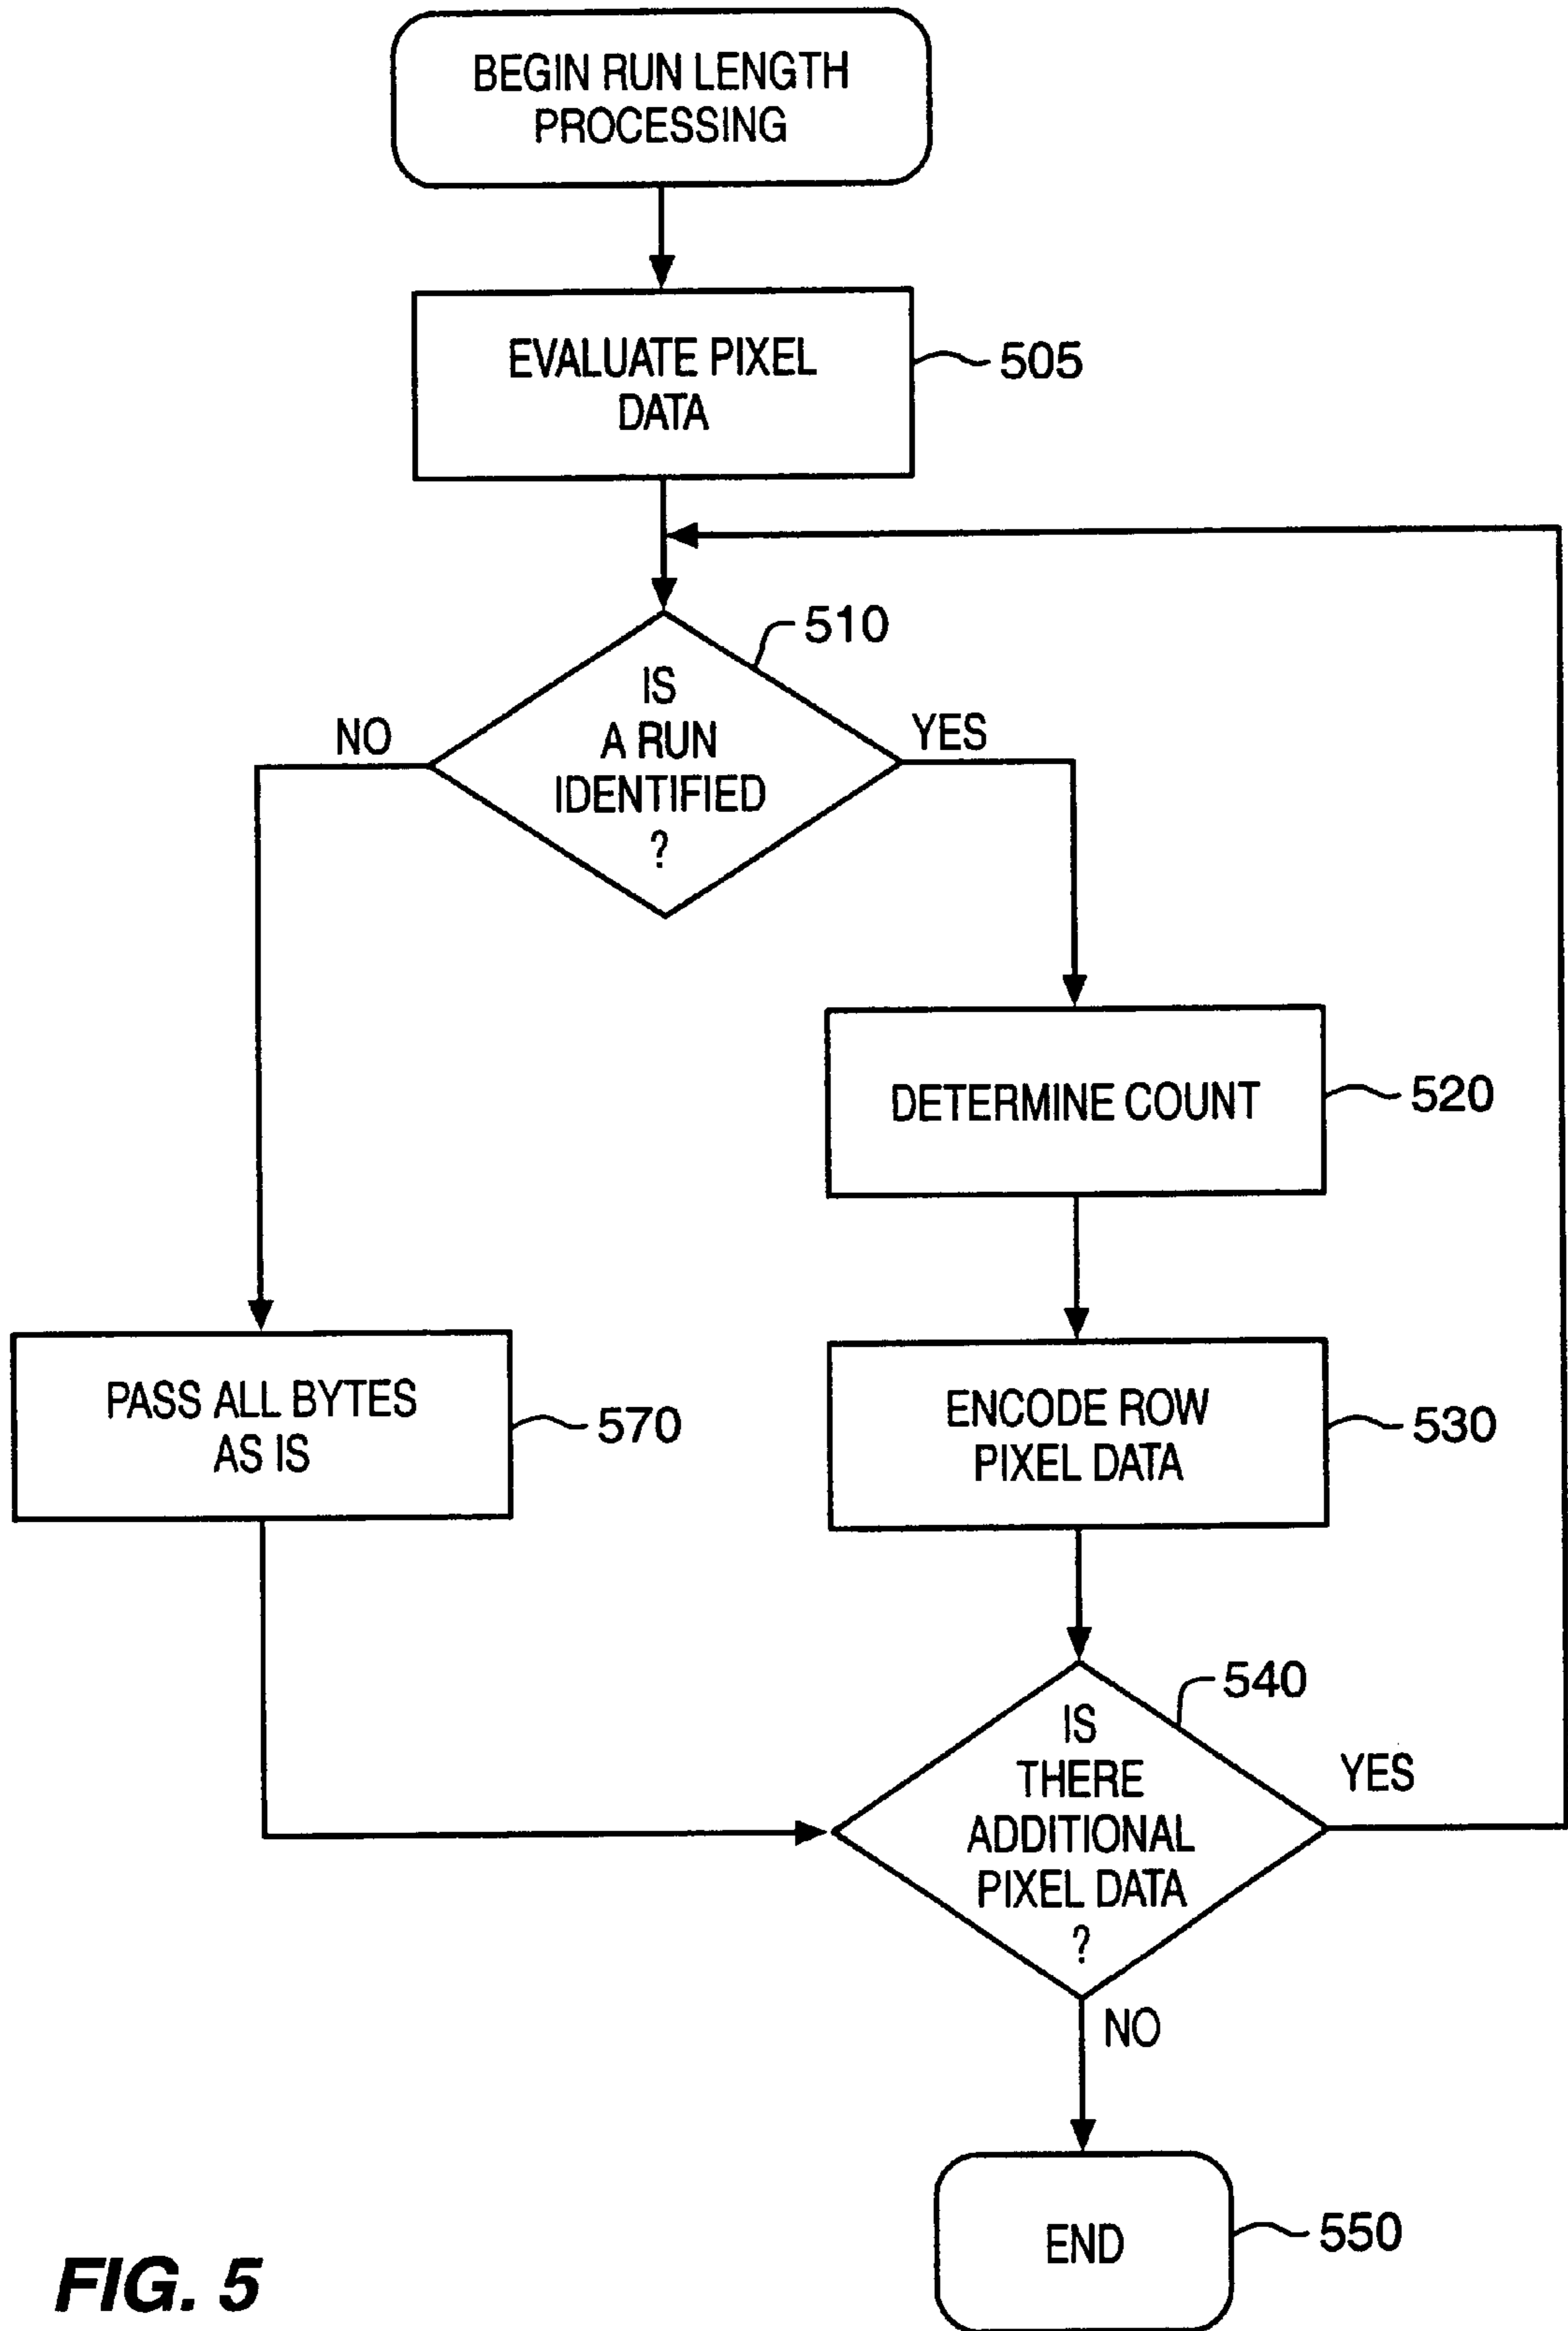 BEGIN RUN LENGTH
PROCESSING
EVALUATE PIXEL
DATA
505
510
IS
A RUN
IDENTIFIED
?
NO
YES
DETERMINE COUNT
520
PASS ALL BYTES
AS IS
570
ENCODE ROW
PIXEL DATA
530
540
IS
THERE
ADDITIONAL
PIXEL DATA
?
YES
NO
END
550
FIG. 5